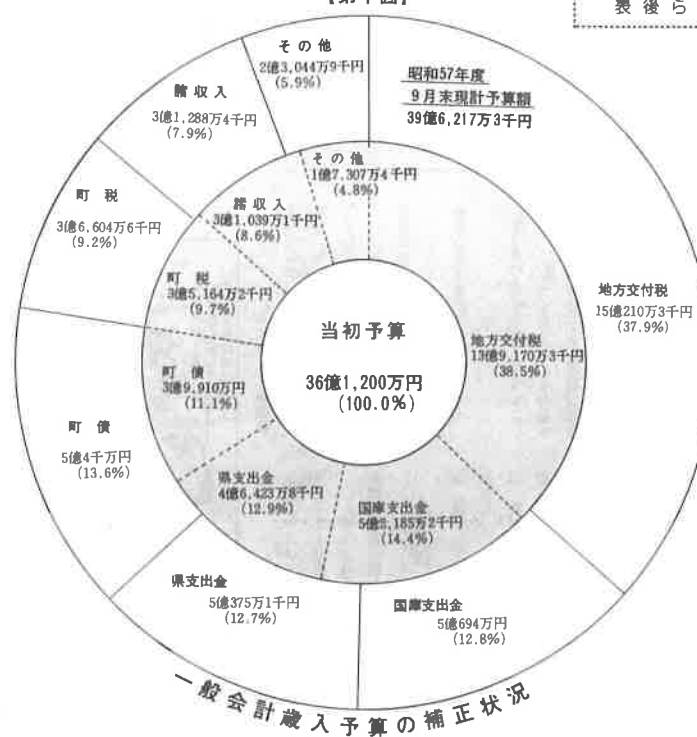 表後ら
昭和57年度
9月末現計予算額
39億6,217万3千円
地方交付税
15億210万3千円
(37.9%)
国庫支出金
5億694万円
(12.8%)
県支出金
5億375万1千円
(12.7%)
町債
5億4千万円
(13.6%)
町税
3億6,604万6千円
(9.2%)
諸収入
3億1,288万4千円
(7.9%)
その他
2億3,044万9千円
(5.9%)
当初予算
36億1,200万円
(100.0%)
地方交付税
13億9,170万3千円
(38.5%)
国庫支出金
(14.4%)
県支出金
4億6,423万8千円
(12.9%)
町債
3億9,910万円
(11.1%)
町税
3億5,164万2千円
(9.7%)
諸収入
3億1,039万1千円
(8.6%)
その他
1億7,307万4千円
(4.8%)
一般会計歳入予算の補正状況